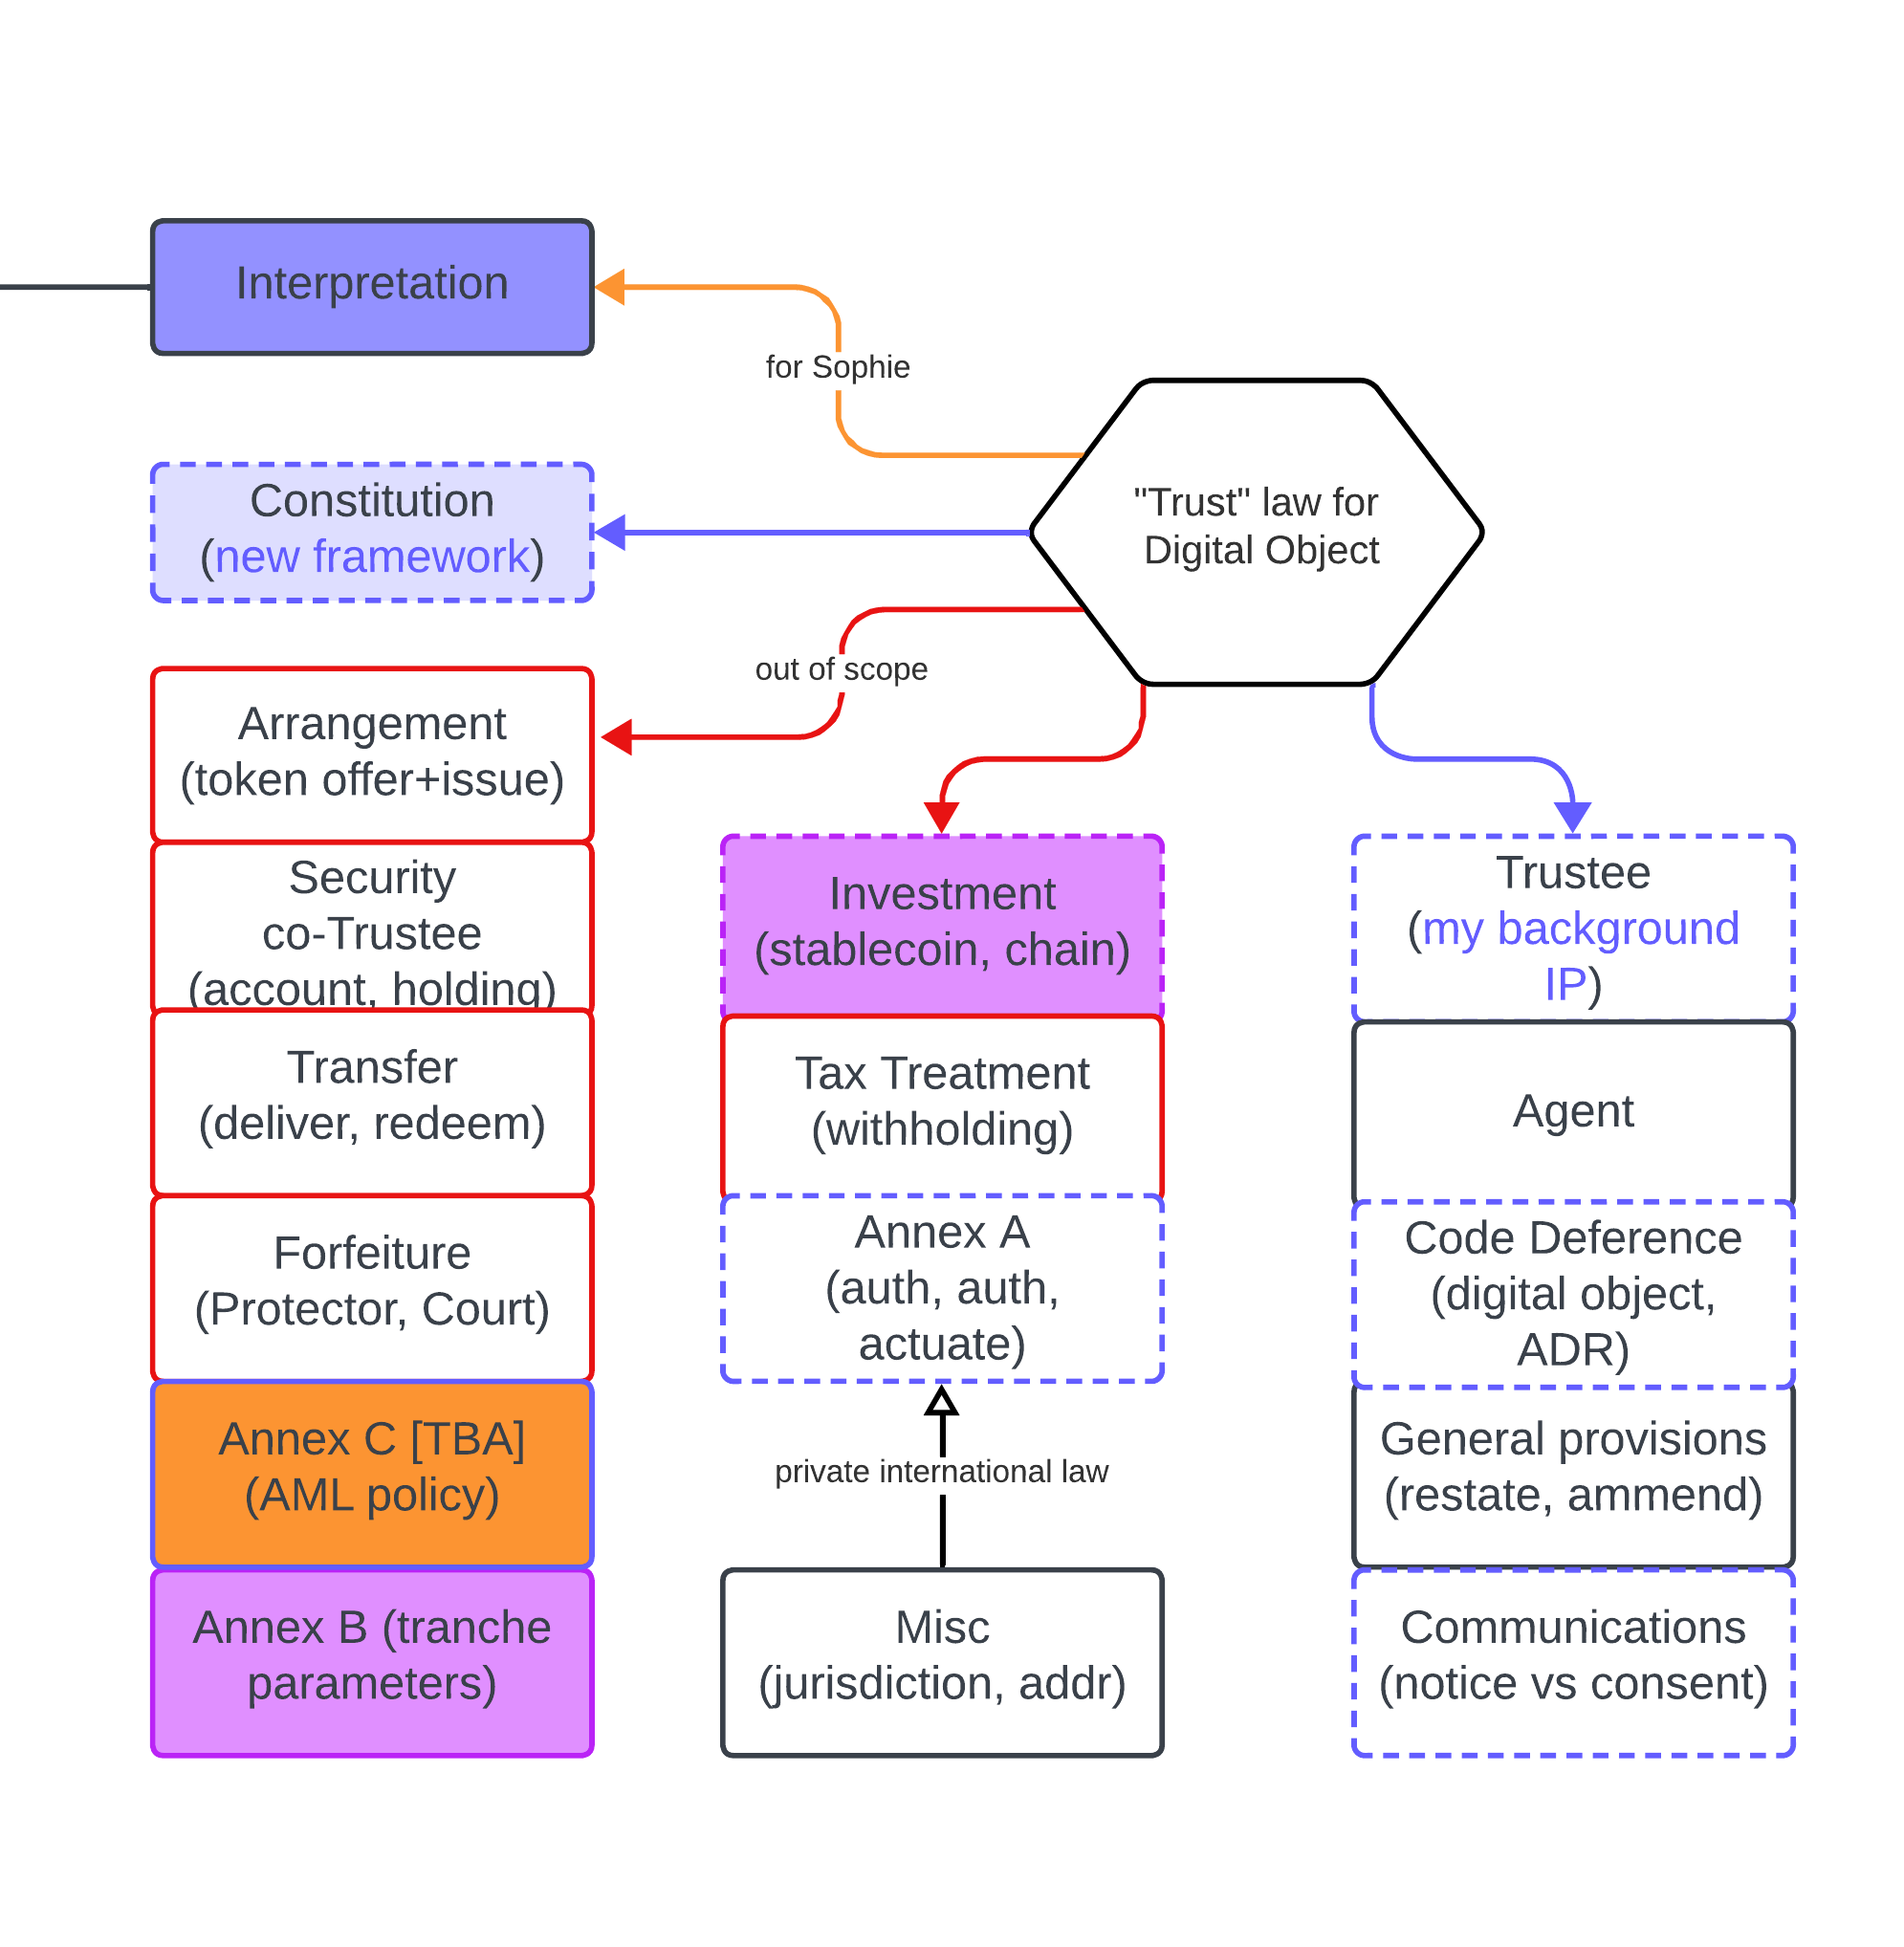 Interpretation
for Sophie
"Trust" law for
Digital Object
Constitution
(new framework)
out of scope
Arrangement
(token offer+issue)
Security
co-Trustee
(account, holding)
Transfer
(deliver, redeem)
Forfeiture
(Protector, Court)
Annex C [TBA]
(AML policy)
Annex B (tranche
parameters)
Investment
(stablecoin, chain)
Tax Treatment
(withholding)
Annex A
(auth, auth,
actuate)
private international law
Misc
(jurisdiction, addr)
Trustee
(my background
IP)
Agent
Code Deference
(digital object,
ADR)
General provisions
(restate, ammend)
Communications
(notice vs consent)